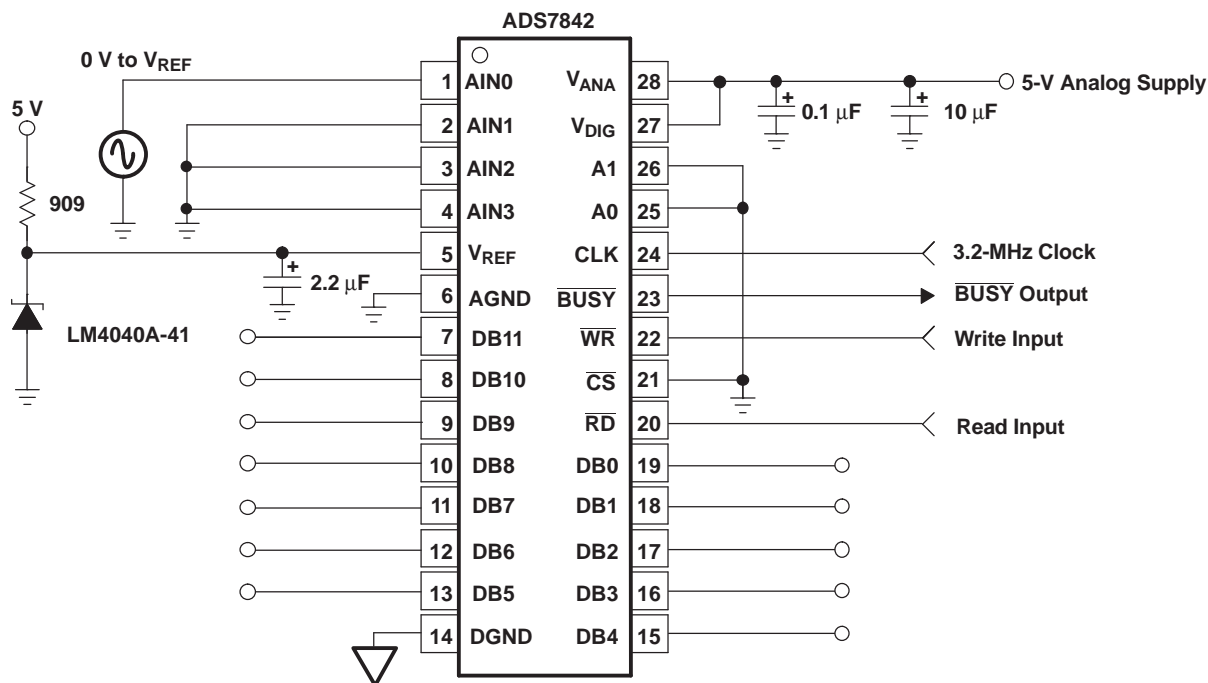 ADS7842
0 V to VREF
5 V
909
LM4040A-41
2.2 μF
1 AIN0
2 AIN1
3 AIN2
4 AIN3
5 VREF
6 AGND
7 DB11
8 DB10
9 DB9
10 DB8
11 DB7
12 DB6
13 DB5
14 DGND
VANA 28
VDIG 27
A1 26
A0 25
CLK 24
BUSY 23
WR 22
CS 21
RD 20
DB0 19
DB1 18
DB2 17
DB3 16
DB4 15
+ 0.1 μF
+ 10 μF
5-V Analog Supply
3.2-MHz Clock
BUSY Output
Write Input
Read Input